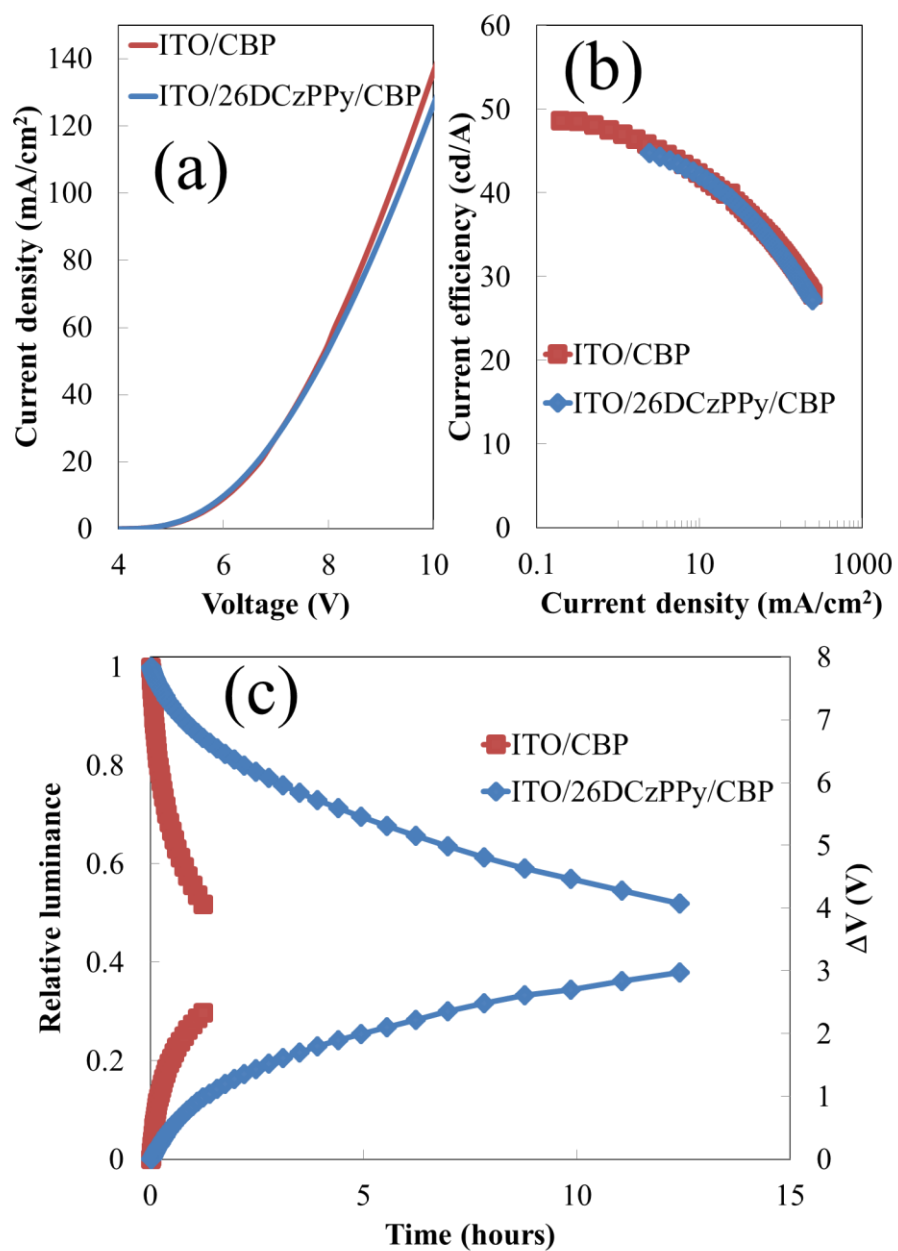 ITO/CBP
ITO/26DCzPPy/CBP
(a)
Current density (mA/cm²)
140
120
100
80
60
40
20
0
4 6 8 10
Voltage (V)
(b)
Current efficiency (cd/A)
60
50
40
30
20
10
0
ITO/CBP
ITO/26DCzPPy/CBP
0.1 10 1000
Current density (mA/cm²)
(c)
ITO/CBP
ITO/26DCzPPy/CBP
Relative luminance
1
0.8
0.6
0.4
0.2
0
8
7
6
5
4
3
2
1
0
ΔV (V)
0 5 10 15
Time (hours)